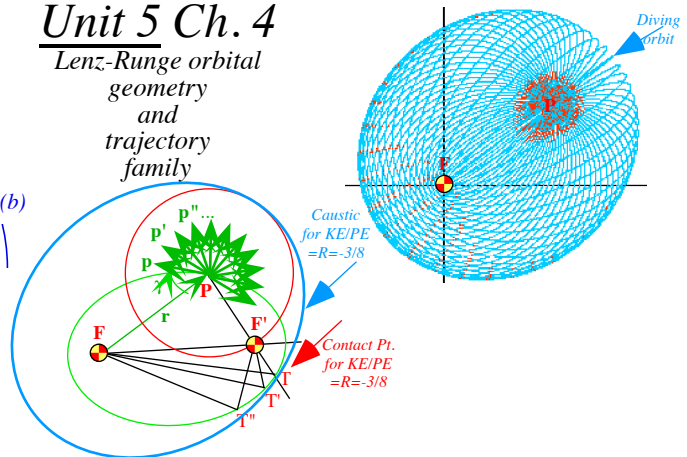 Unit 5 Ch. 4
Lenz-Runge orbital
geometry
and
trajectory
family
Diving
orbit
P
F
(b)
p"...
p'
p
P
r
F
F'
T
T'
T"
Caustic
for KE/PE
=R=-3/8
Contact Pt.
for KE/PE
=R=-3/8